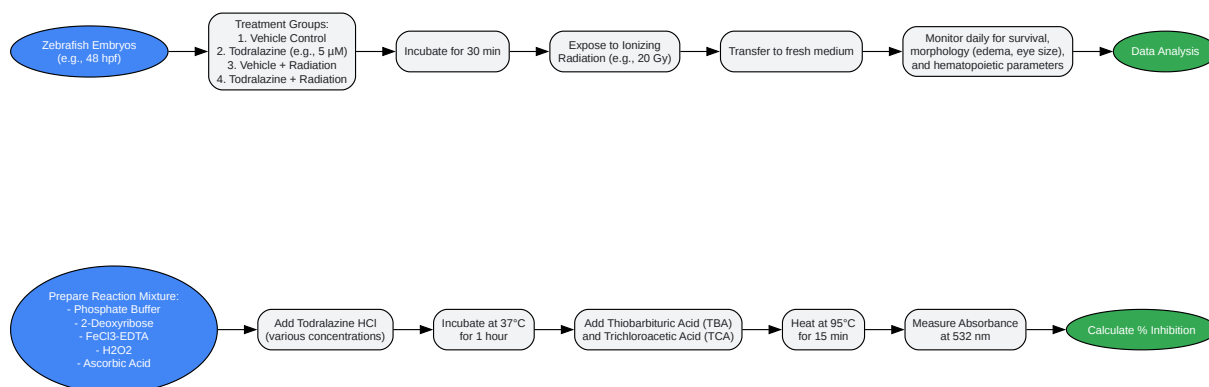 Zebrafish Embryos
(e.g., 48 hpf)
Treatment Groups:
1. Vehicle Control
2. Todralazine (e.g., 5 µM)
3. Vehicle + Radiation
4. Todralazine + Radiation
Incubate for 30 min
Expose to Ionizing
Radiation (e.g., 20 Gy)
Transfer to fresh medium
Monitor daily for survival,
morphology (edema, eye size),
and hematopoietic parameters
Data Analysis
Prepare Reaction Mixture:
- Phosphate Buffer
- 2-Deoxyribose
- FeCl3-EDTA
- H2O2
- Ascorbic Acid
Add Todralazine HCl
(various concentrations)
Incubate at 37°C
for 1 hour
Add Thiobarbituric Acid (TBA)
and Trichloroacetic Acid (TCA)
Heat at 95°C
for 15 min
Measure Absorbance
at 532 nm
Calculate % Inhibition